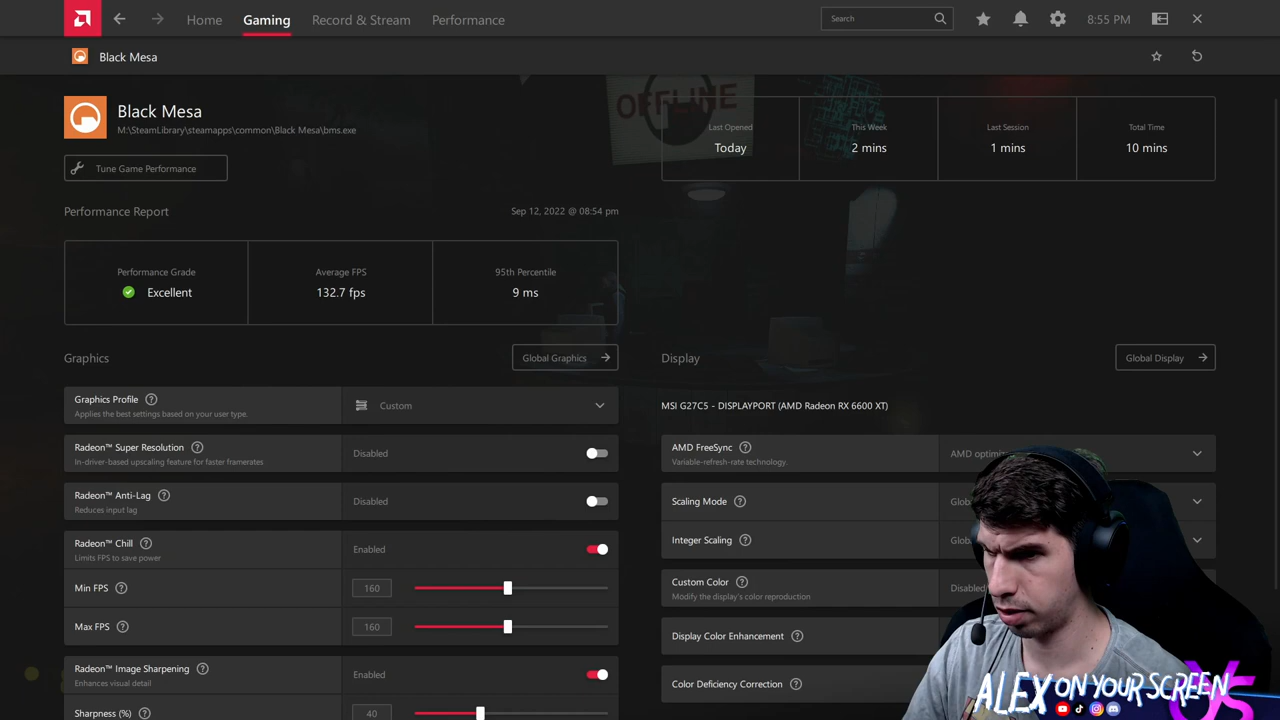 Home
Gaming
Record & Stream
Performance
Search
8:55 PM
Black Mesa
Black Mesa
M:\SteamLibrary\steamapps\common\Black Mesa\bms.exe
OFFLINE
Last Opened
Today
This Week
2 mins
Last Session
1 mins
Total Time
10 mins
Tune Game Performance
Performance Report
Sep 12, 2022 @ 08:54 pm
Performance Grade
Excellent
Average FPS
132.7 fps
95th Percentile
9 ms
Graphics
Global Graphics
Display
Global Display
Graphics Profile
Applies the best settings based on your user type.
Custom
MSI G27C5 - DISPLAYPORT (AMD Radeon RX 6600 XT)
Radeon™ Super Resolution
In-driver-based upscaling feature for faster framerates
Disabled
AMD FreeSync
Variable-refresh-rate technology.
AMD optimi
Radeon™ Anti-Lag
Reduces input lag
Disabled
Scaling Mode
Radeon™ Chill
Limits FPS to save power
Enabled
Integer Scaling
Min FPS
160
Custom Color
Modify the display's color reproduction
Disabled
Max FPS
160
Display Color Enhancement
Radeon™ Image Sharpening
Enhances visual detail
Enabled
Color Deficiency Correction
Sharpness (%)
40
ALEX ON YOUR SCREEN